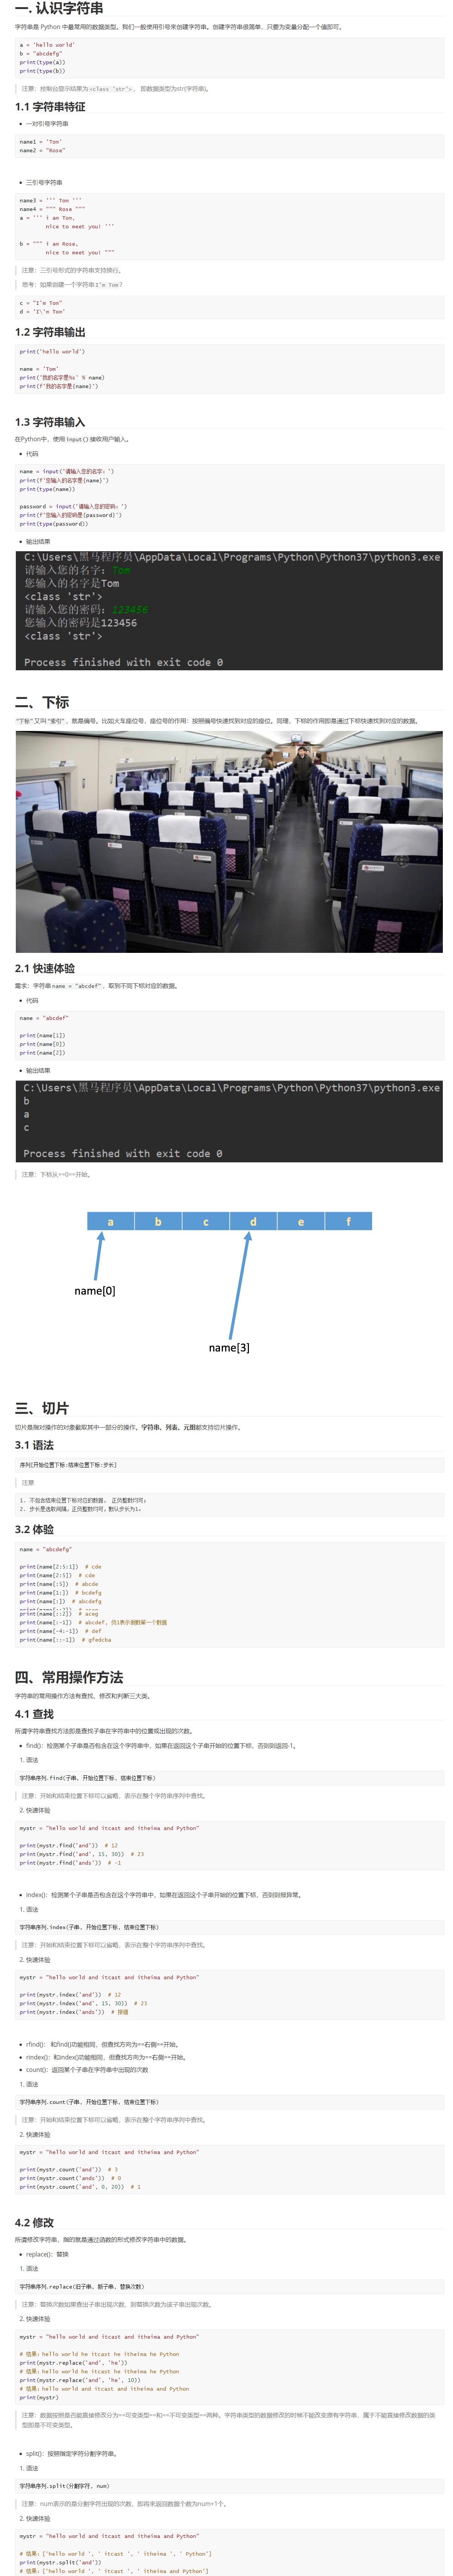 一. 认识字符串
字符串是 Python 中最常用的数据类型。我们一般使用引号来创建字符串。创建字符串很简单，只要为变量分配一个值即可。
a = 'hello world'
b = "abcdefg"
print(type(a))
print(type(b))
注意：控制台显示结果为<class 'str'>， 即数据类型为str(字符串)。
1.1 字符串特征
一对引号字符串
name1 = 'Tom'
name2 = "Rose"
三引号字符串
name3 = ''' Tom '''
name4 = """ Rose """
a = ''' i am Tom,
nice to meet you! '''
b = """ i am Rose,
nice to meet you! """
注意：三引号形式的字符串支持换行。
思考：如果创建一个字符串 I'm Tom？
c = "I'm Tom"
d = 'I\'m Tom'
1.2 字符串输出
print('hello world')
name = 'Tom'
print('我的名字是%s' % name)
print(f'我的名字是{name}')
1.3 字符串输入
在Python中，使用 input() 接收用户输入。
代码
name = input('请输入您的名字：')
print(f'您输入的名字是{name}')
print(type(name))
password = input('请输入您的密码：')
print(f'您输入的密码是{password}')
print(type(password))
输出结果
C:\Users\黑马程序员\AppData\Local\Programs\Python\Python37\python3.exe
请输入您的名字：Tom
您输入的名字是Tom
<class 'str'>
请输入您的密码：123456
您输入的密码是123456
<class 'str'>
Process finished with exit code 0
二、下标
“下标” 又叫 “索引” ，就是编号。比如火车座位号，座位号的作用：按照编号快速找到对应的座位。同理，下标的作用即是通过下标快速找到对应的数据。
2.1 快速体验
需求：字符串 name = "abcdef" ，取到不同下标对应的数据。
代码
name = "abcdef"
print(name[1])
print(name[0])
print(name[2])
输出结果
C:\Users\黑马程序员\AppData\Local\Programs\Python\Python37\python3.exe
b
a
c
Process finished with exit code 0
注意：下标从==0==开始。
a b c d e f
name[0]
name[3]
三、切片
切片是指对操作的对象截取其中一部分的操作。字符串、列表、元组都支持切片操作。
3.1 语法
序列[开始位置下标:结束位置下标:步长]
注意
1. 不包含结束位置下标对应的数据， 正负整数均可；
2. 步长是选取间隔，正负整数均可，默认步长为1。
3.2 体验
name = "abcdefg"
print(name[2:5:1])  # cde
print(name[2:5])  # cde
print(name[:5])  # abcde
print(name[1:])  # bcdefg
print(name[:])  # abcdefg
print(name[::2])  # aceg
print(name[:-1])  # abcdef, 负1表示倒数第一个数据
print(name[-4:-1])  # def
print(name[::-1])  # gfedcba
四、常用操作方法
字符串的常用操作方法有查找、修改和判断三大类。
4.1 查找
所谓字符串查找方法即是查找子串在字符串中的位置或出现的次数。
find()：检测某个子串是否包含在这个字符串中，如果在返回这个子串开始的位置下标，否则则返回-1。
1. 语法
字符串序列.find(子串, 开始位置下标, 结束位置下标)
注意：开始和结束位置下标可以省略，表示在整个字符串序列中查找。
2. 快速体验
mystr = "hello world and itcast and itheima and Python"
print(mystr.find('and'))  # 12
print(mystr.find('and', 15, 30))  # 23
print(mystr.find('ands'))  # -1
index()：检测某个子串是否包含在这个字符串中，如果在返回这个子串开始的位置下标，否则则报异常。
1. 语法
字符串序列.index(子串, 开始位置下标, 结束位置下标)
注意：开始和结束位置下标可以省略，表示在整个字符串序列中查找。
2. 快速体验
mystr = "hello world and itcast and itheima and Python"
print(mystr.index('and'))  # 12
print(mystr.index('and', 15, 30))  # 23
print(mystr.index('ands'))  # 报错
rfind()： 和find()功能相同，但查找方向为==右侧==开始。
rindex()：和index()功能相同，但查找方向为==右侧==开始。
count()：返回某个子串在字符串中出现的次数
1. 语法
字符串序列.count(子串, 开始位置下标, 结束位置下标)
注意：开始和结束位置下标可以省略，表示在整个字符串序列中查找。
2. 快速体验
mystr = "hello world and itcast and itheima and Python"
print(mystr.count('and'))  # 3
print(mystr.count('ands'))  # 0
print(mystr.count('and', 0, 20))  # 1
4.2 修改
所谓修改字符串，指的就是通过函数的形式修改字符串中的数据。
replace()：替换
1. 语法
字符串序列.replace(旧子串, 新子串, 替换次数)
注意：替换次数如果查出子串出现次数，则替换次数为该子串出现次数。
2. 快速体验
mystr = "hello world and itcast and itheima and Python"
# 结果：hello world he itcast he itheima he Python
print(mystr.replace('and', 'he'))
# 结果：hello world he itcast he itheima he Python
print(mystr.replace('and', 'he', 10))
# 结果：hello world and itcast and itheima and Python
print(mystr)
注意：数据按照是否能直接修改分为==可变类型==和==不可变类型==两种。字符串类型的数据修改的时候不能改变原有字符串，属于不能直接修改数据的类型即是不可变类型。
split()：按照指定字符分割字符串。
1. 语法
字符串序列.split(分割字符, num)
注意：num表示的是分割字符出现的次数，即将来返回数据个数为num+1个。
2. 快速体验
mystr = "hello world and itcast and itheima and Python"
# 结果：['hello world ', ' itcast ', ' itheima ', ' Python']
print(mystr.split('and'))
# 结果：['hello world ', ' itcast ', ' itheima and Python']